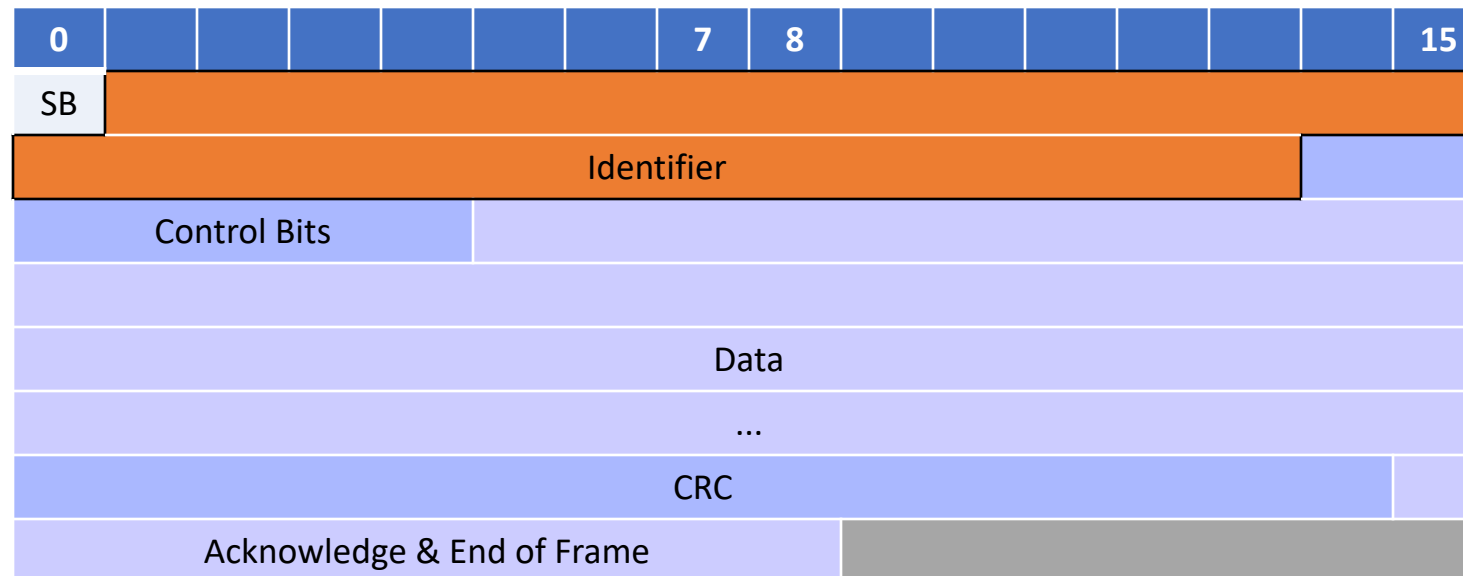 0 7 8 15
SB
Identifier
Control Bits
Data
...
CRC
Acknowledge & End of Frame